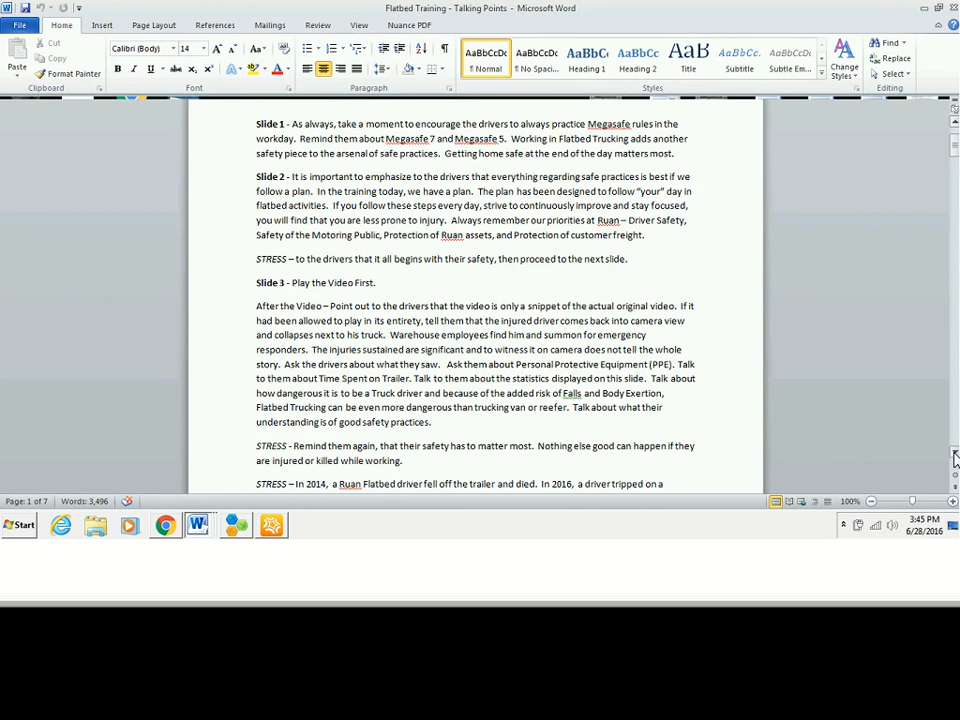 Flatbed Training - Talking Points - Microsoft Word
File Home Insert Page Layout References Mailings Review View Nuance PDF
Cut
Copy
Format Painter
Paste
Clipboard
Calibri (Body) 14
Font
Paragraph
AaBbCcDc AaBbCcDc AaBbC AaBbCc AaB AaBbCc. AaBbCcDc
¶ Normal ¶ No Spaci... Heading 1 Heading 2 Title Subtitle Subtle Em...
Styles
Change
Styles
Find
Replace
Select
Editing
Slide 1 - As always, take a moment to encourage the drivers to always practice Megasafe rules in the
workday. Remind them about Megasafe 7 and Megasafe 5. Working in Flatbed Trucking adds another
safety piece to the arsenal of safe practices. Getting home safe at the end of the day matters most.
Slide 2 - It is important to emphasize to the drivers that everything regarding safe practices is best if we
follow a plan. In the training today, we have a plan. The plan has been designed to follow “your” day in
flatbed activities. If you follow these steps every day, strive to continuously improve and stay focused,
you will find that you are less prone to injury. Always remember our priorities at Ruan – Driver Safety,
Safety of the Motoring Public, Protection of Ruan assets, and Protection of customer freight.
STRESS – to the drivers that it all begins with their safety, then proceed to the next slide.
Slide 3 - Play the Video First.
After the Video – Point out to the drivers that the video is only a snippet of the actual original video. If it
had been allowed to play in its entirety, tell them that the injured driver comes back into camera view
and collapses next to his truck. Warehouse employees find him and summon for emergency
responders. The injuries sustained are significant and to witness it on camera does not tell the whole
story. Ask the drivers about what they saw. Ask them about Personal Protective Equipment (PPE). Talk
to them about Time Spent on Trailer. Talk to them about the statistics displayed on this slide. Talk about
how dangerous it is to be a Truck driver and because of the added risk of Falls and Body Exertion,
Flatbed Trucking can be even more dangerous than trucking van or reefer. Talk about what their
understanding is of good safety practices.
STRESS - Remind them again, that their safety has to matter most. Nothing else good can happen if they
are injured or killed while working.
STRESS – In 2014, a Ruan Flatbed driver fell off the trailer and died. In 2016, a driver tripped on a
Page: 1 of 7 Words: 3,496 100%
Start
3:45 PM
6/28/2016